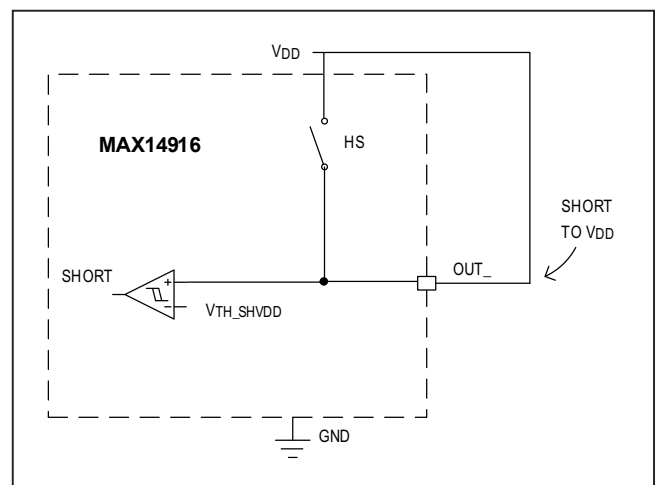 VDD
MAX14916
HS
SHORT
TO VDD
SHORT
+
OUT_
−
VTH_SHVDD
GND